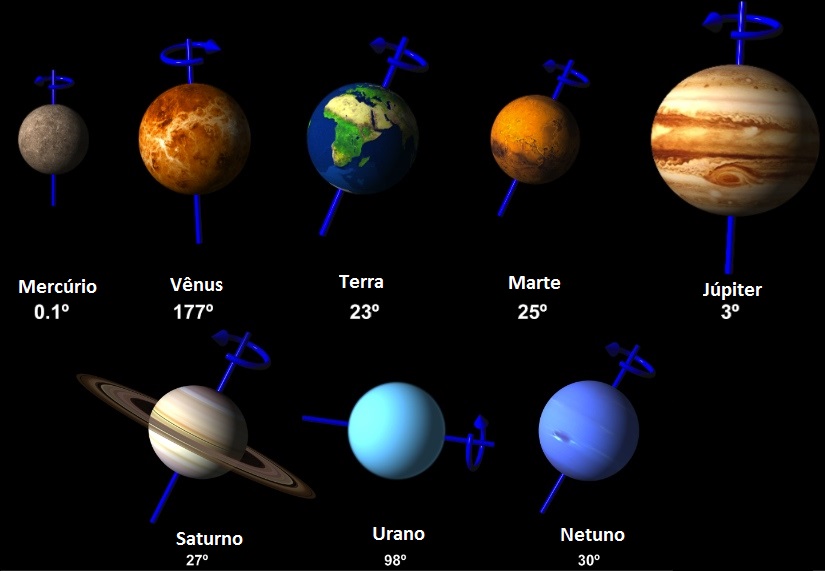 Mercúrio
0.1º
Vênus
177º
Terra
23º
Marte
25º
Júpiter
3º
Saturno
27º
Urano
98º
Netuno
30º